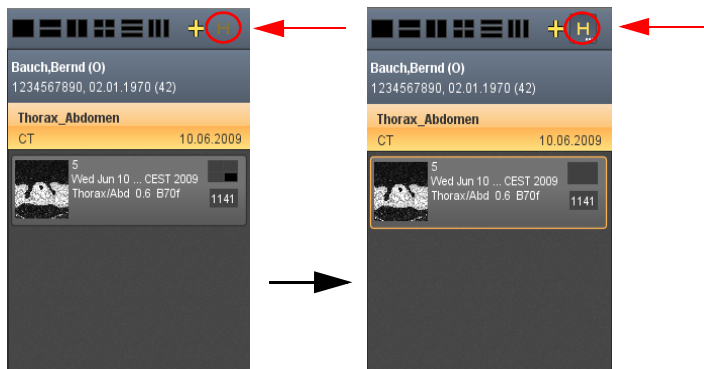 H
Bauch,Bernd (O)
1234567890, 02.01.1970 (42)
Thorax_Abdomen
CT 10.06.2009
5
Wed Jun 10 ... CEST 2009
Thorax/Abd 0.6 B70f
1141
H
Bauch,Bernd (O)
1234567890, 02.01.1970 (42)
Thorax_Abdomen
CT 10.06.2009
5
Wed Jun 10 ... CEST 2009
Thorax/Abd 0.6 B70f
1141